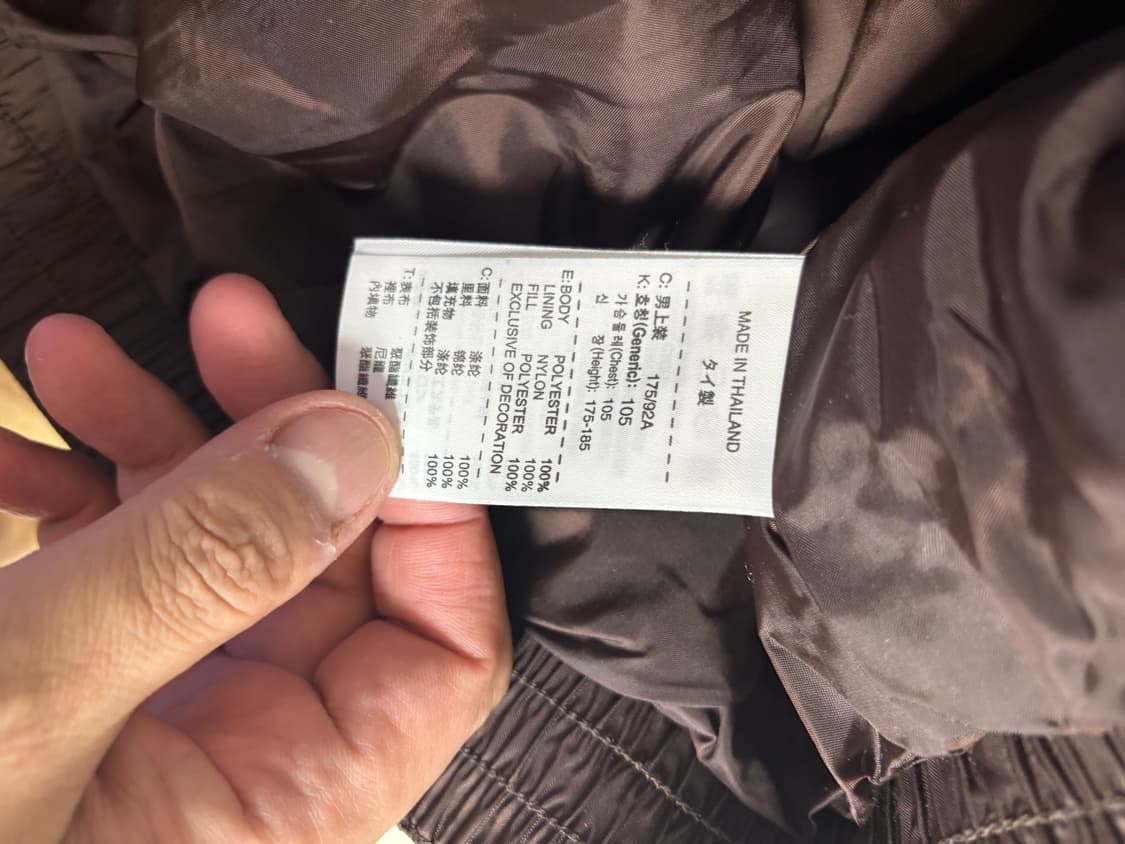 MADE IN THAILAND
タイ製
C: 男上装 175/92A
K: 호칭(Generic): 105
가슴둘레(Chest): 105
신 장(Height): 175-185
E:BODY POLYESTER 100%
LINING NYLON 100%
FILL POLYESTER 100%
EXCLUSIVE OF DECORATION
C:面料 涤纶 100%
里料 锦纶 100%
填充物 涤纶 100%
不包括装饰部分
T:表布 聚酯纖維
裡布 尼龍
內填物 聚酯纖維